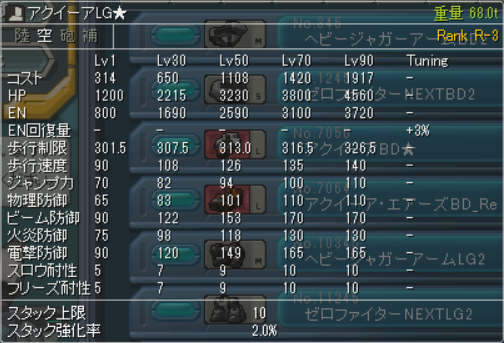 アクイーアLG★ 重量 68.0t
陸 空 砲 補 Rank R-3
Lv1 Lv30 Lv50 Lv70 Lv90 Tuning
コスト 314 650 1108 1420 1917 -
HP 1200 2215 3230 3800 4560 -
EN 800 1690 2590 3100 3720 -
EN回復量 - - - - - +3%
歩行制限 301.5 307.5 313.0 316.5 326.5 -
歩行速度 90 108 126 135 140 -
ジャンプ力 70 82 94 100 110 -
物理防御 65 83 101 110 110 -
ビーム防御 90 122 153 170 170 -
火炎防御 75 98 118 130 130 -
電撃防御 90 120 149 165 165 -
スロウ耐性 5 7 9 10 10 -
フリーズ耐性 5 7 9 10 10 -
スタック上限 10
スタック強化率 2.0%
No.845
ヘビージャガーアーム
ゼロファイターNEXTBD2
No.7050
アクイーアBD★
アクイーア・エアーズBD_Re
ヘビージャガーアームLG2
ゼロファイターNEXTLG2